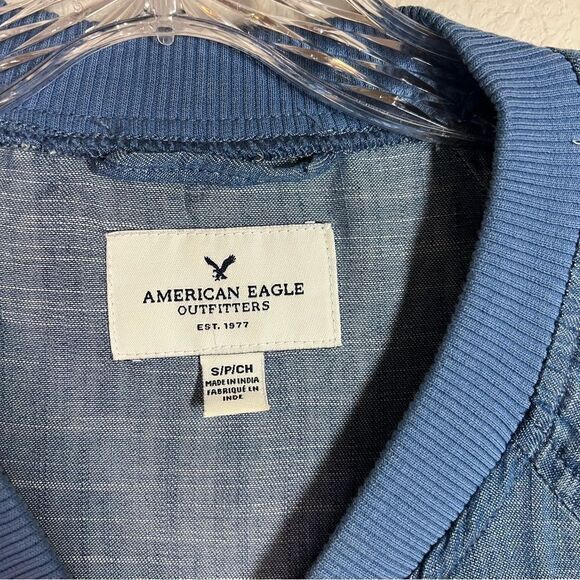 AMERICAN EAGLE
OUTFITTERS
EST. 1977
S/P/CH
MADE IN INDIA
FABRIQUÉ EN
INDE